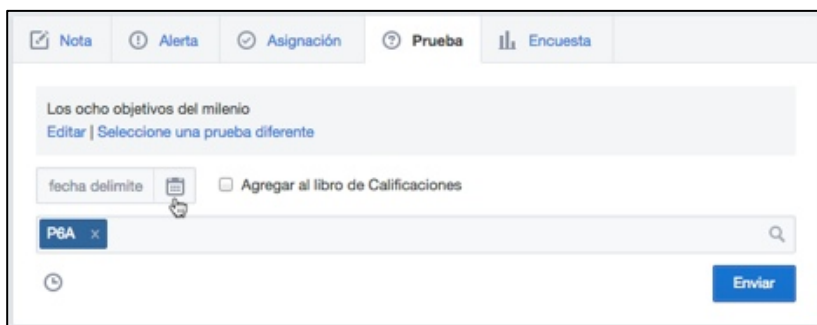 Nota Alerta Asignación Prueba Encuesta
Los ocho objetivos del milenio
Editar | Seleccione una prueba diferente
fecha delimite Agregar al libro de Calificaciones
P6A x
Enviar